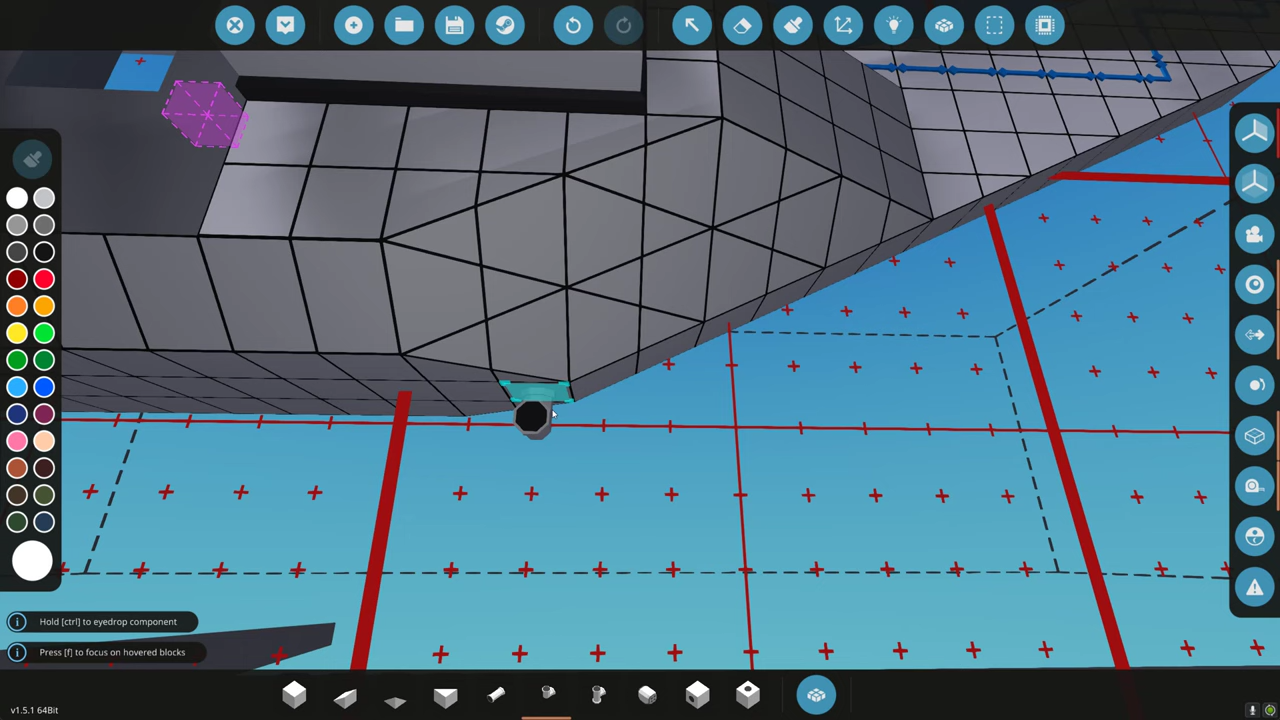 Hold [ctrl] to eyedrop component
Press [f] to focus on hovered blocks
v1.5.1 64Bit